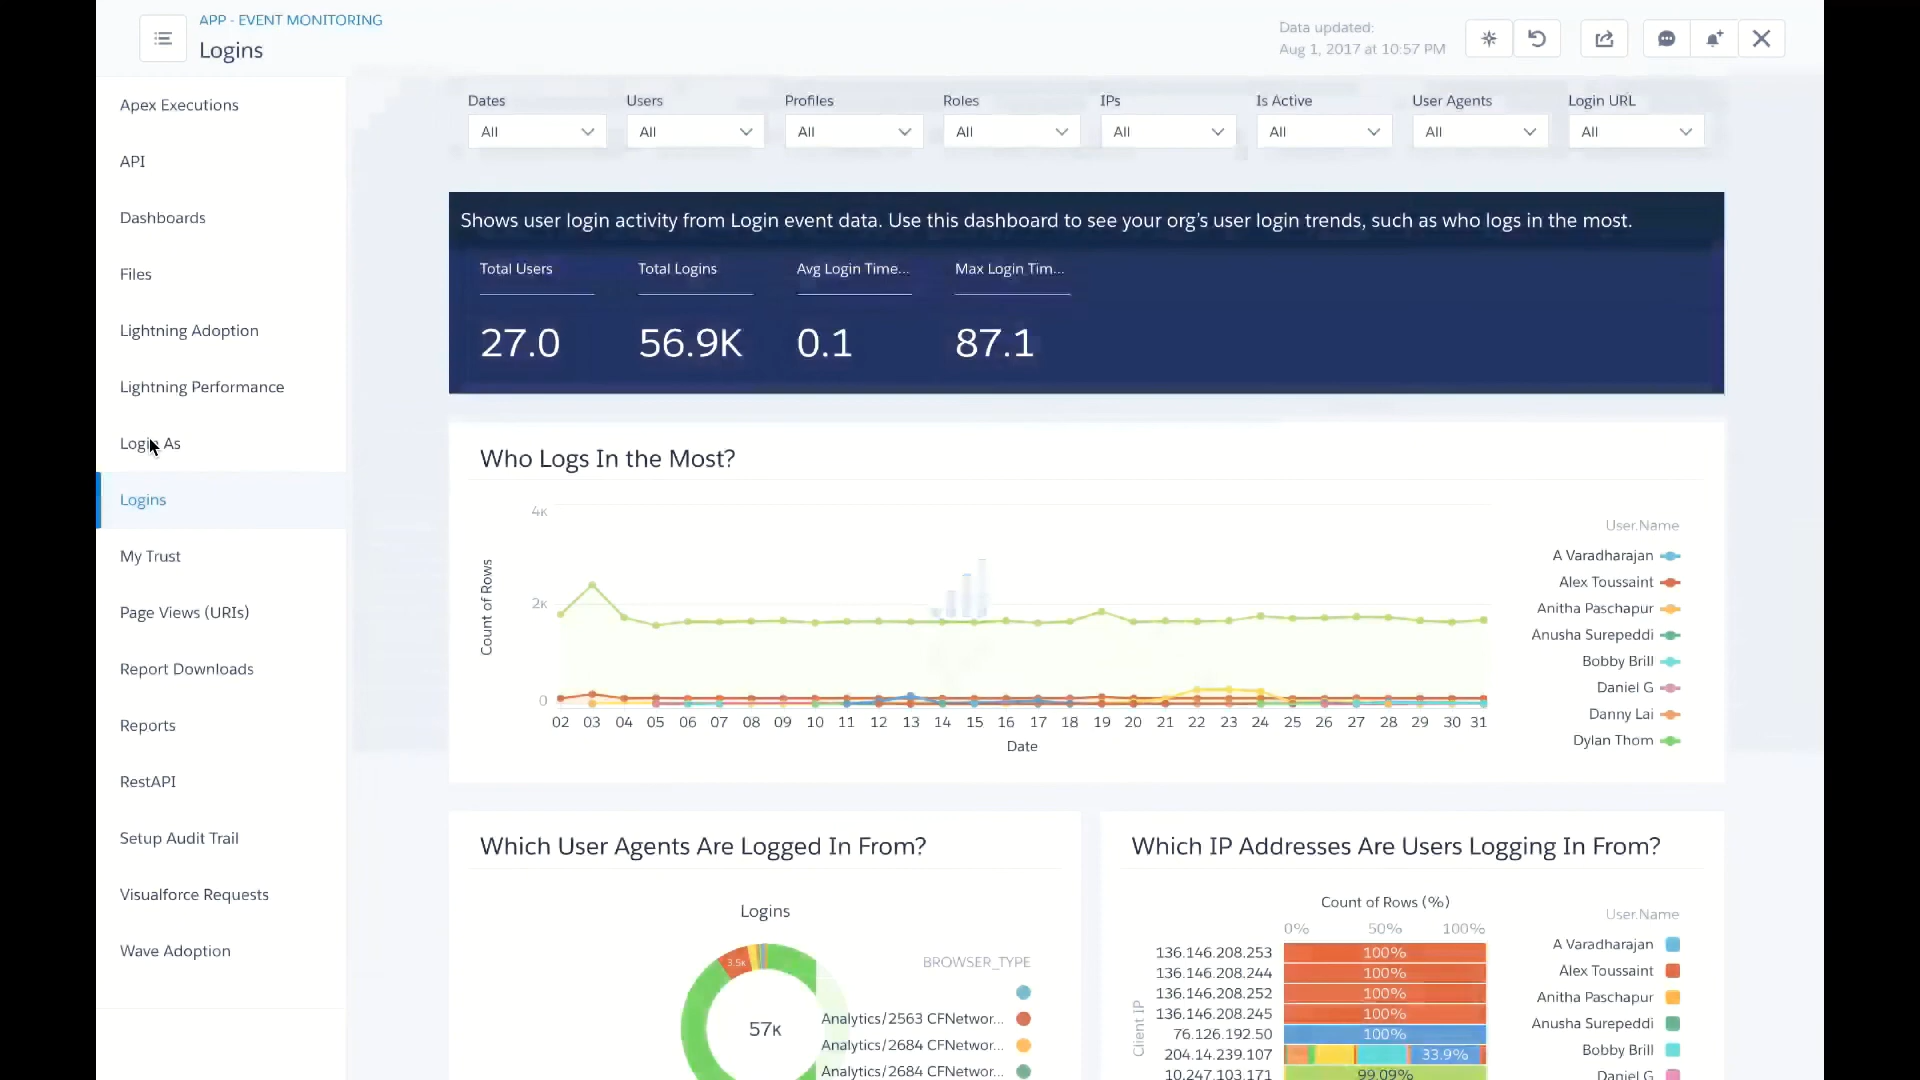 APP - EVENT MONITORING
Logins
Data updated:
Aug 1, 2017 at 10:57 PM
Apex Executions
API
Dashboards
Files
Lightning Adoption
Lightning Performance
Login As
Logins
My Trust
Page Views (URIs)
Report Downloads
Reports
RestAPI
Setup Audit Trail
Visualforce Requests
Wave Adoption
Dates Users Profiles Roles IPs Is Active User Agents Login URL
All All All All All All All All
Shows user login activity from Login event data. Use this dashboard to see your org's user login trends, such as who logs in the most.
Total Users Total Logins Avg Login Time... Max Login Tim...
27.0 56.9K 0.1 87.1
Who Logs In the Most?
4K
2K
0
Count of Rows
02 03 04 05 06 07 08 09 10 11 12 13 14 15 16 17 18 19 20 21 22 23 24 25 26 27 28 29 30 31
Date
User.Name
A Varadharajan
Alex Toussaint
Anitha Paschapur
Anusha Surepeddi
Bobby Brill
Daniel G
Danny Lai
Dylan Thom
Which User Agents Are Logged In From?
Logins
3.5K
57K
BROWSER_TYPE
Analytics/2563 CFNetwor...
Analytics/2684 CFNetwor...
Analytics/2684 CFNetwor...
Which IP Addresses Are Users Logging In From?
Count of Rows (%)
0% 50% 100%
Client IP
136.146.208.253 100%
136.146.208.244 100%
136.146.208.252 100%
136.146.208.245 100%
76.126.192.50 100%
204.14.239.107 33.9%
10.247.103.171 99.09%
User.Name
A Varadharajan
Alex Toussaint
Anitha Paschapur
Anusha Surepeddi
Bobby Brill
Daniel G